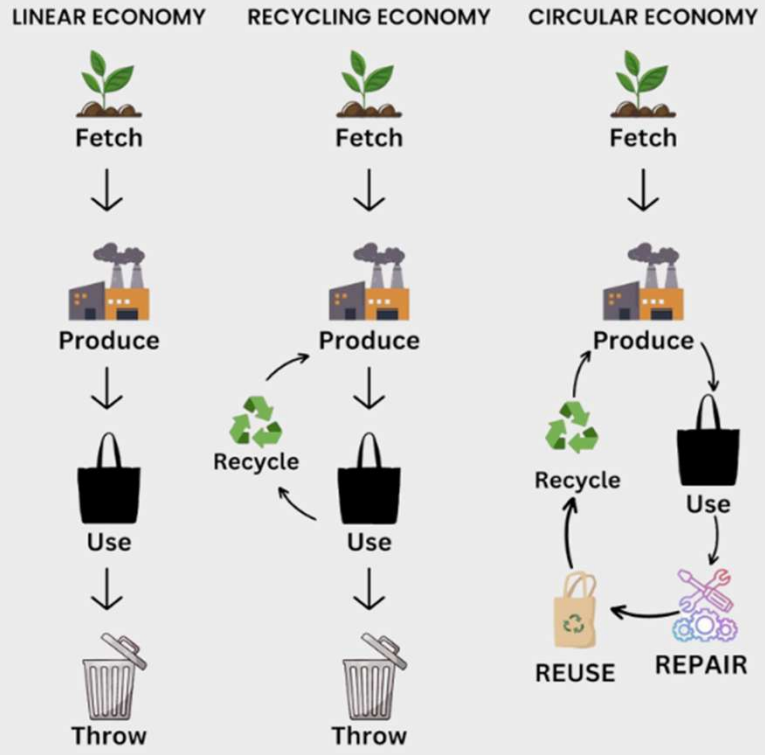 LINEAR ECONOMY
Fetch
Produce
Use
Throw
RECYCLING ECONOMY
Fetch
Produce
Recycle
Use
Throw
CIRCULAR ECONOMY
Fetch
Produce
Use
REPAIR
REUSE
Recycle